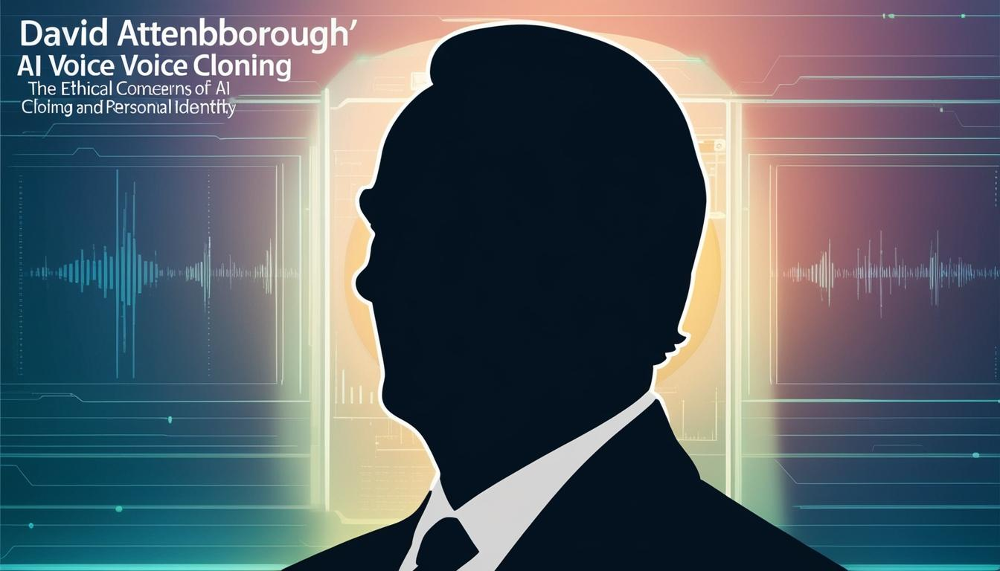 David Attenbborough’
AI Voice Voice Cloning
The Ethical Comcerns of AI
Cloimg and Personal Identity